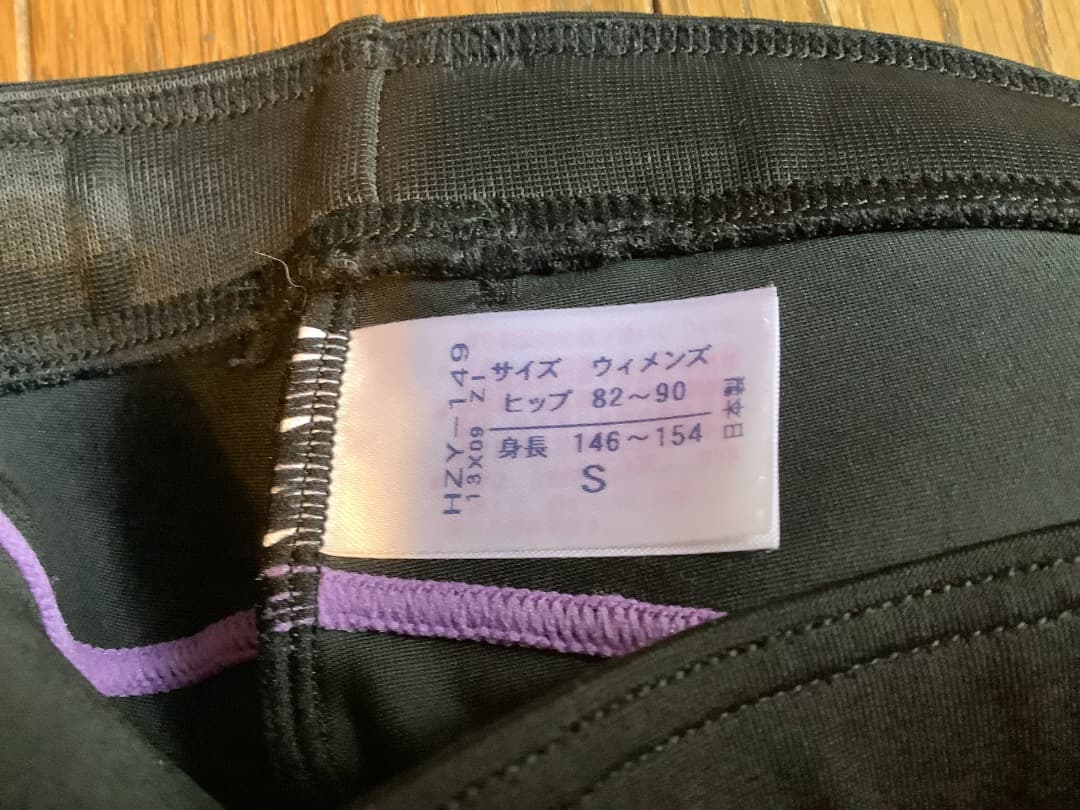 サイズ ウィメンズ
ヒップ 82～90
身長 146～154
S
HZY－149
13X09 ZI
日本製